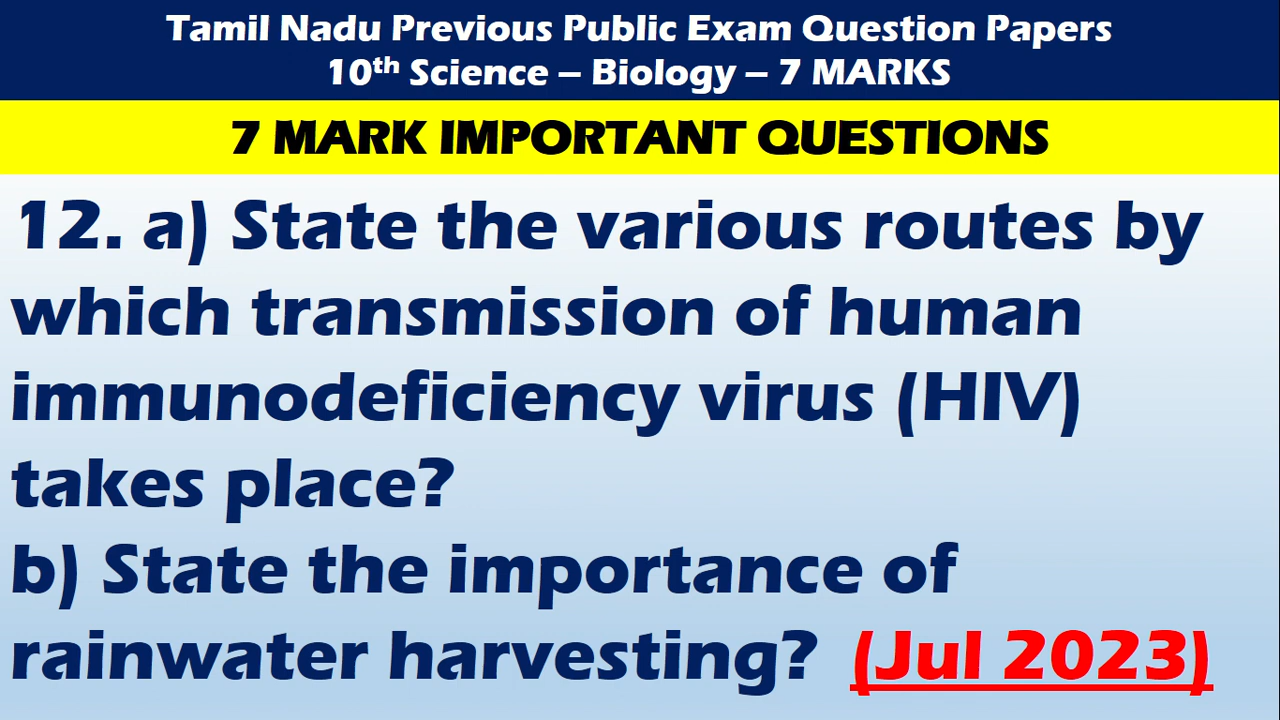 Tamil Nadu Previous Public Exam Question Papers
10th Science – Biology – 7 MARKS
7 MARK IMPORTANT QUESTIONS
12. a) State the various routes by
which transmission of human
immunodeficiency virus (HIV)
takes place?
b) State the importance of
rainwater harvesting? (Jul 2023)